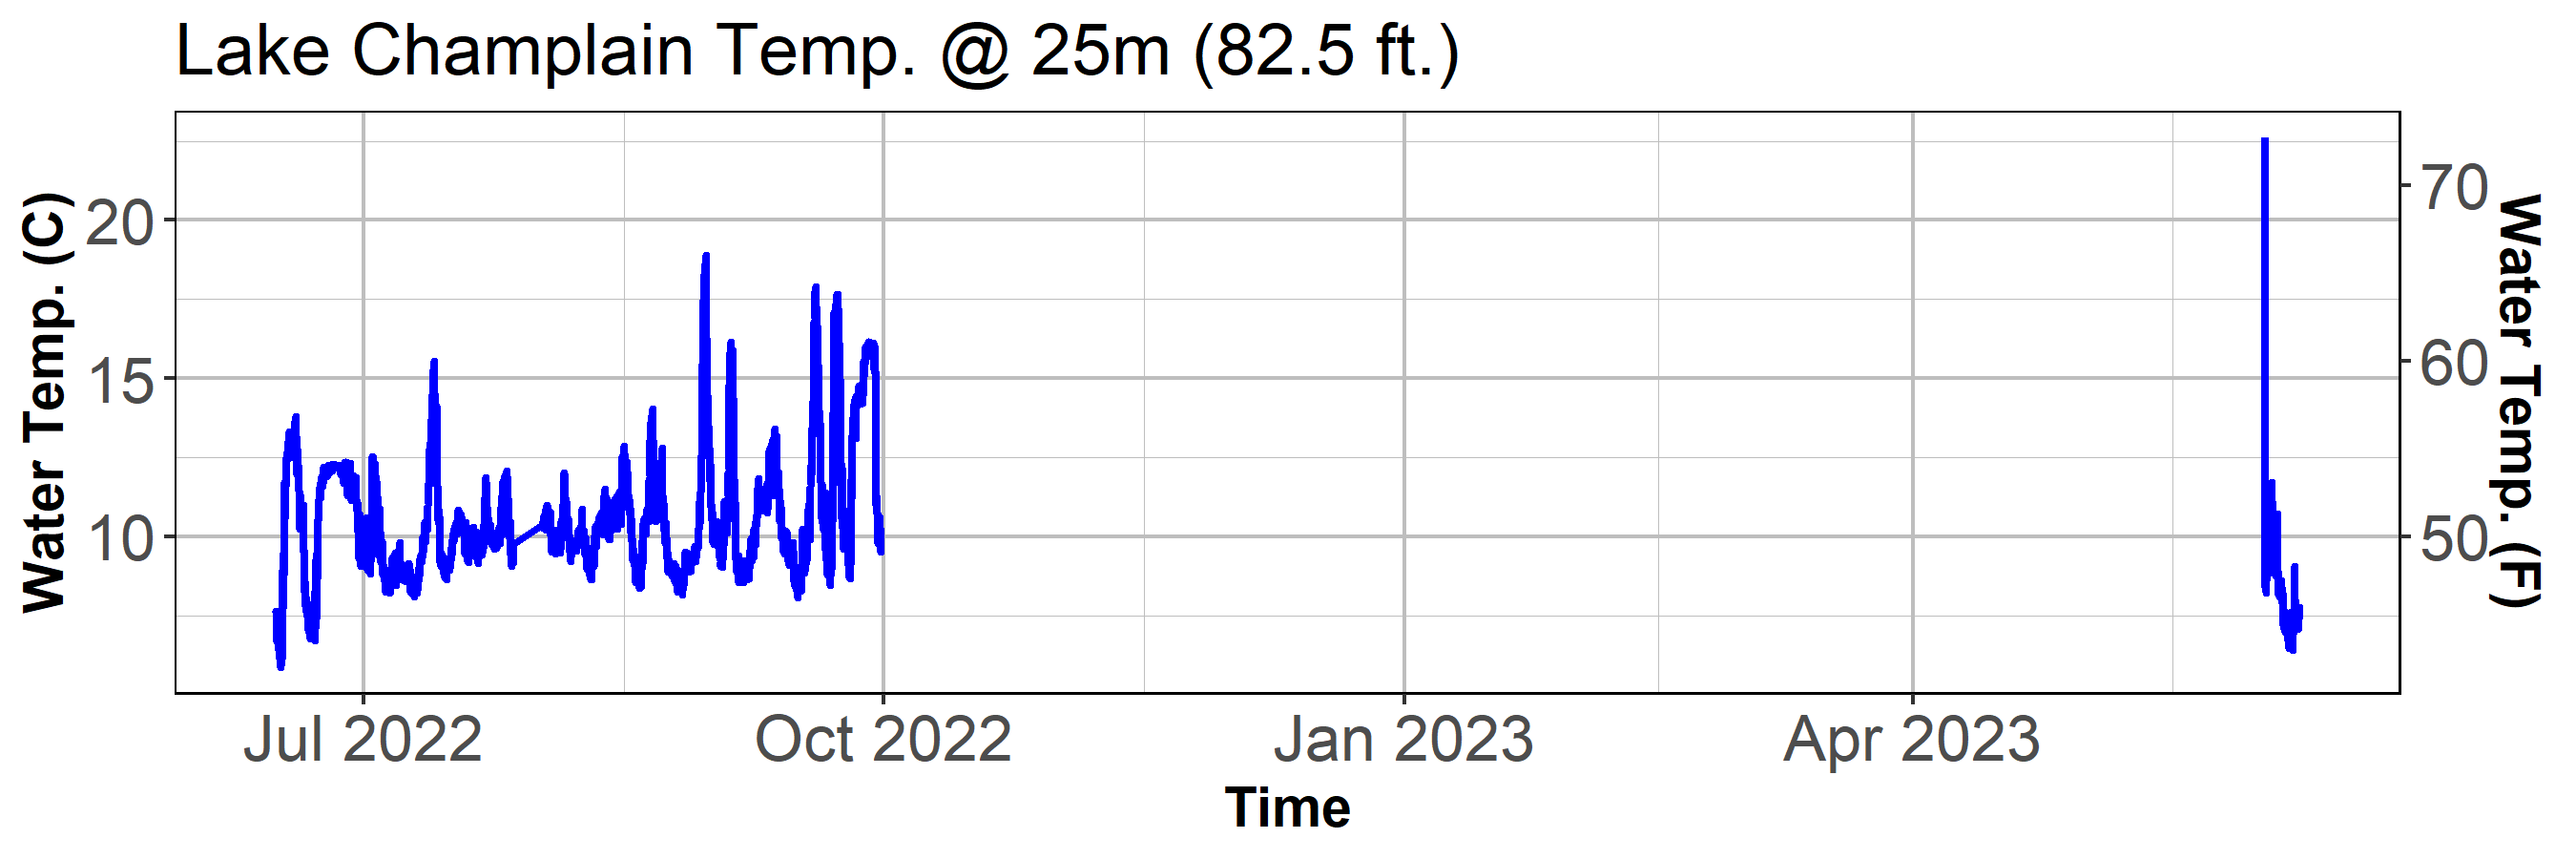 Lake Champlain Temp. @ 25m (82.5 ft.)
Water Temp. (C)
20
15
10
70
60
50
Water Temp. (F)
Jul 2022
Oct 2022
Jan 2023
Apr 2023
Time